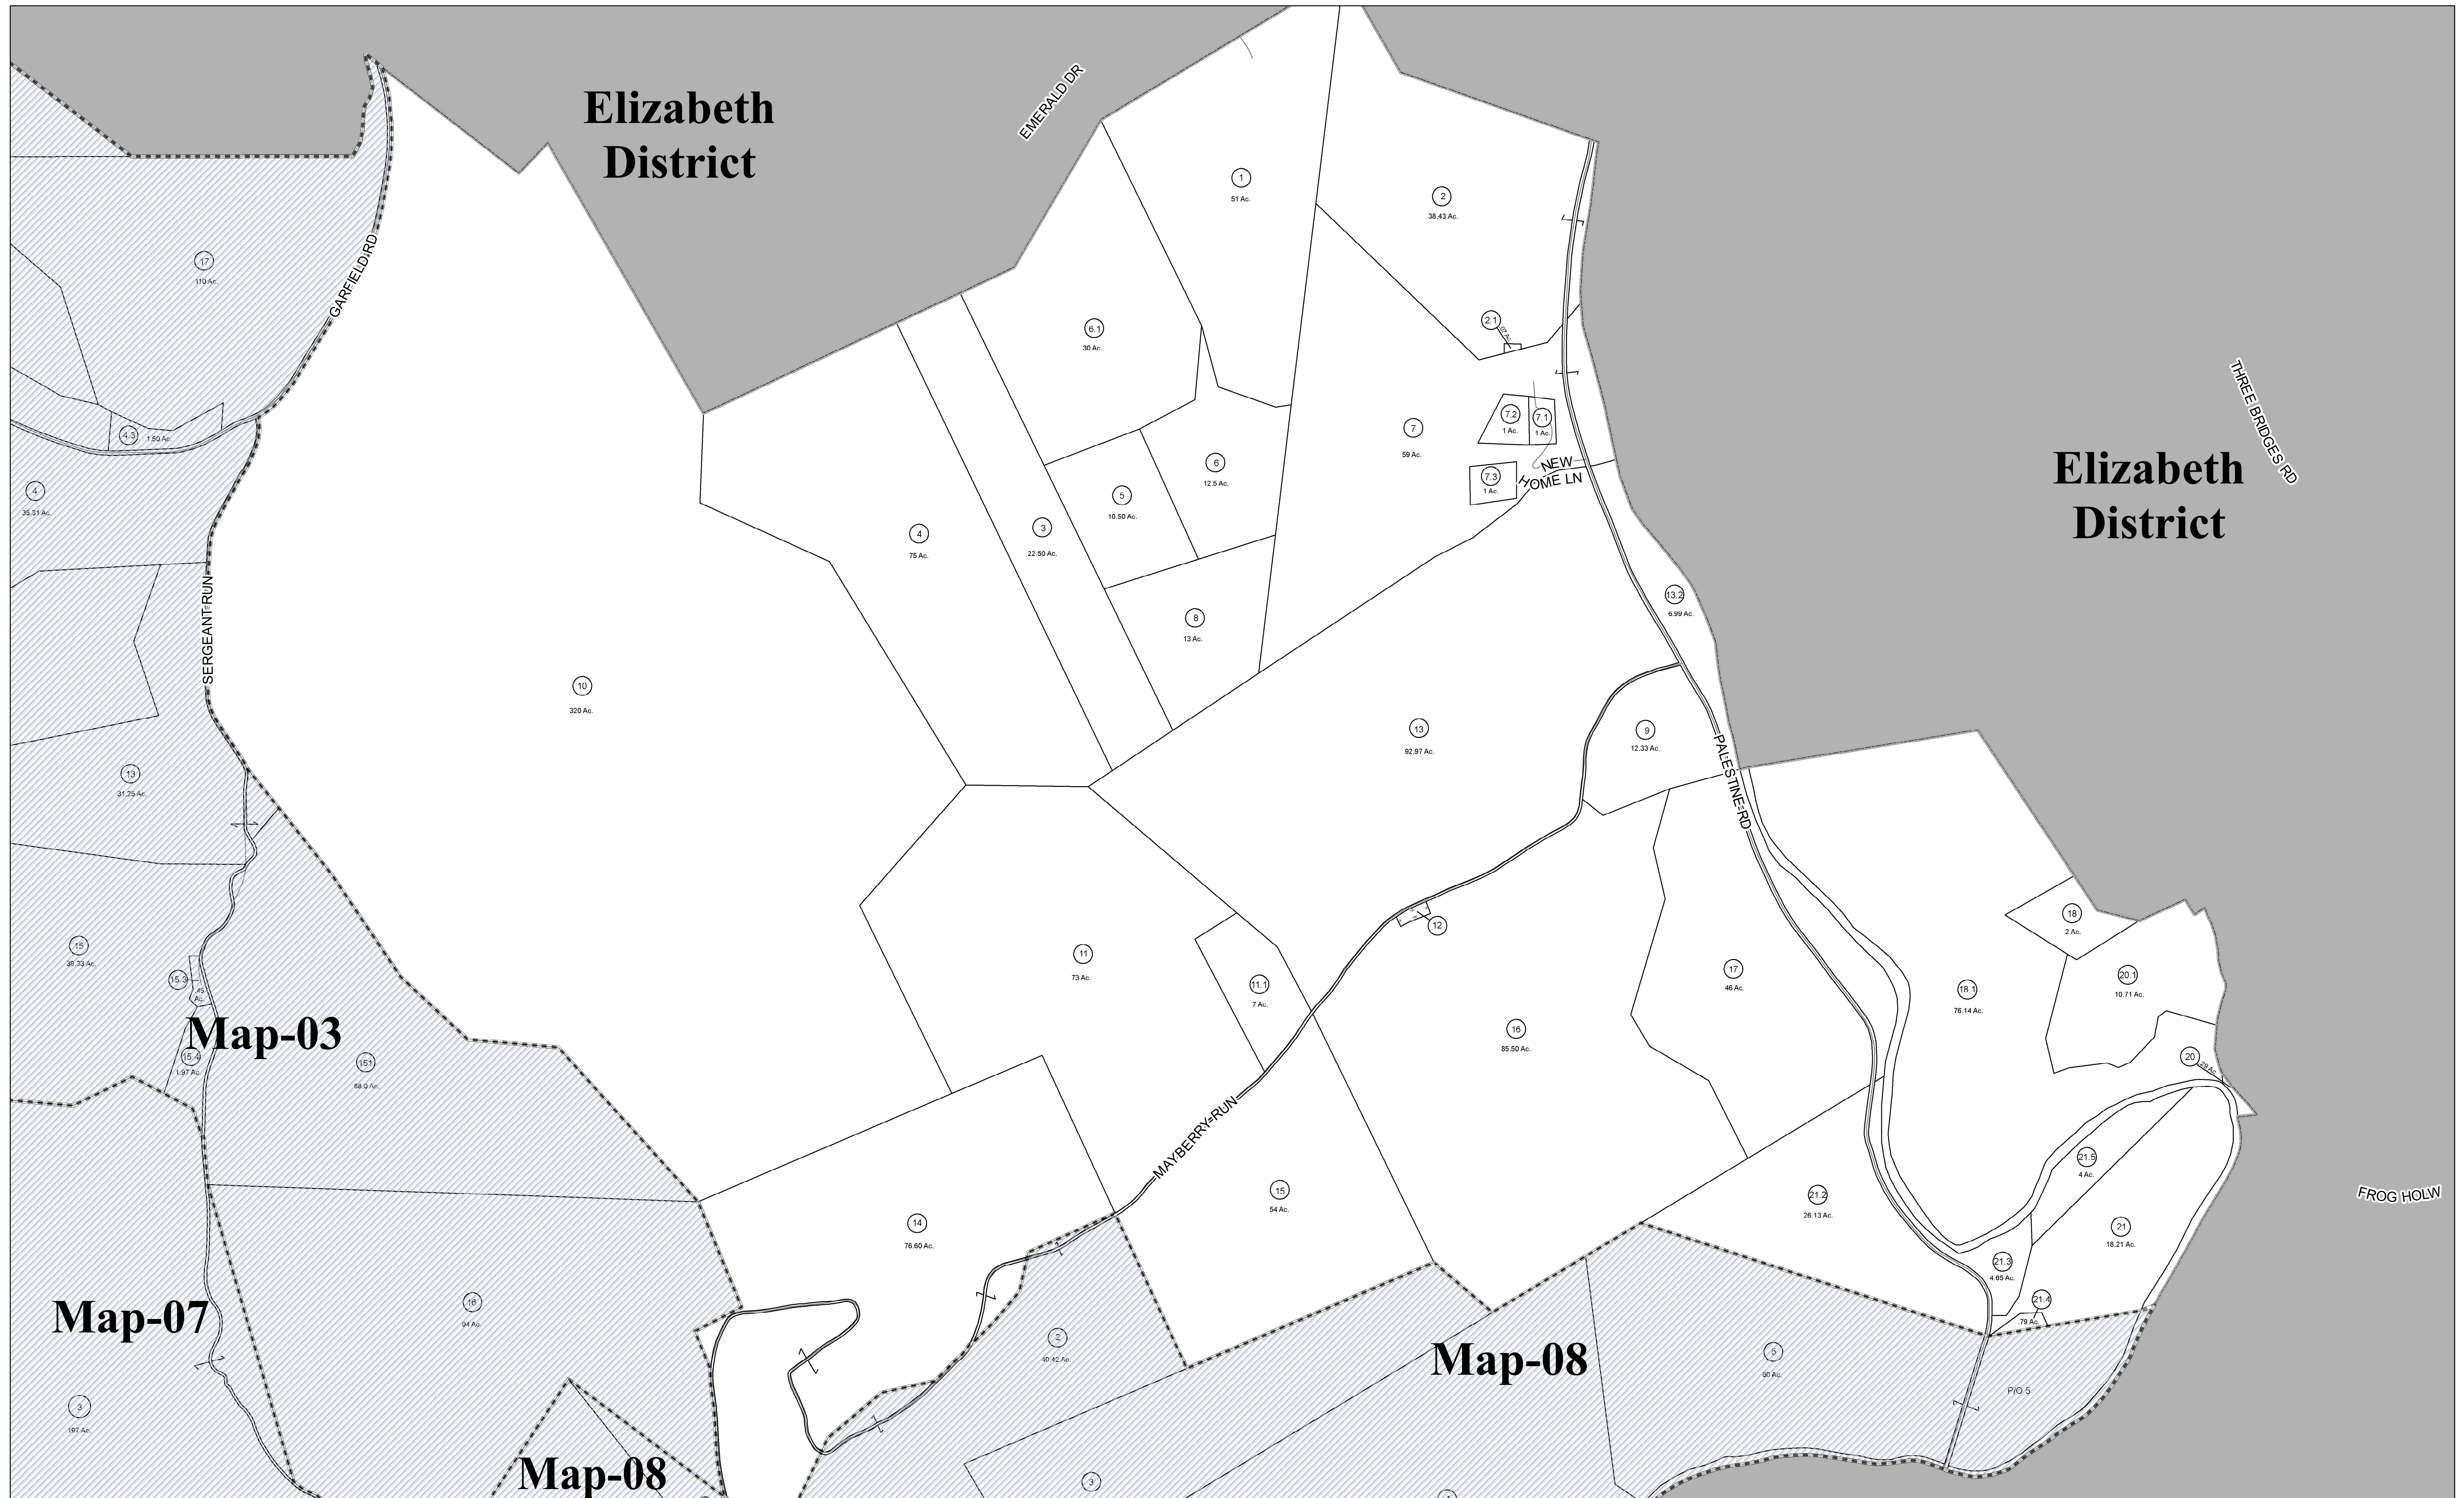 Elizabeth
District
EMERALD DR
1
51 Ac.
2
38.43 Ac.
17
110 Ac.
GARFIELD RD
6.1
30 Ac.
2.1
.07 Ac.
THREE BRIDGES RD
4.3
1.50 Ac.
7.2
1 Ac.
7.1
1 Ac.
7
59 Ac.
6
12.5 Ac.
NEW
HOME LN
7.3
1 Ac.
Elizabeth
District
4
35.31 Ac.
5
10.50 Ac.
3
22.50 Ac.
4
75 Ac.
13.2
6.99 Ac.
8
13 Ac.
SERGEANT RUN
10
320 Ac.
13
92.97 Ac.
9
12.33 Ac.
PALESTINE RD
13
31.25 Ac.
18
2 Ac.
12
15
39.33 Ac.
11
73 Ac.
11.1
7 Ac.
17
46 Ac.
18.1
76.14 Ac.
20.1
10.71 Ac.
15.3
.45
Ac.
Map-03
16
85.50 Ac.
15.4
1.97 Ac.
151
68.0 Ac.
20
.29 Ac.
MAYBERRY RUN
21.5
4 Ac.
15
54 Ac.
21.2
26.13 Ac.
FROG HOLW
14
76.60 Ac.
21
18.21 Ac.
21.3
4.65 Ac.
Map-07
16
94 Ac.
21.4
.79 Ac.
2
40.42 Ac.
Map-08
5
60 Ac.
P/O 5
3
197 Ac.
Map-08
3